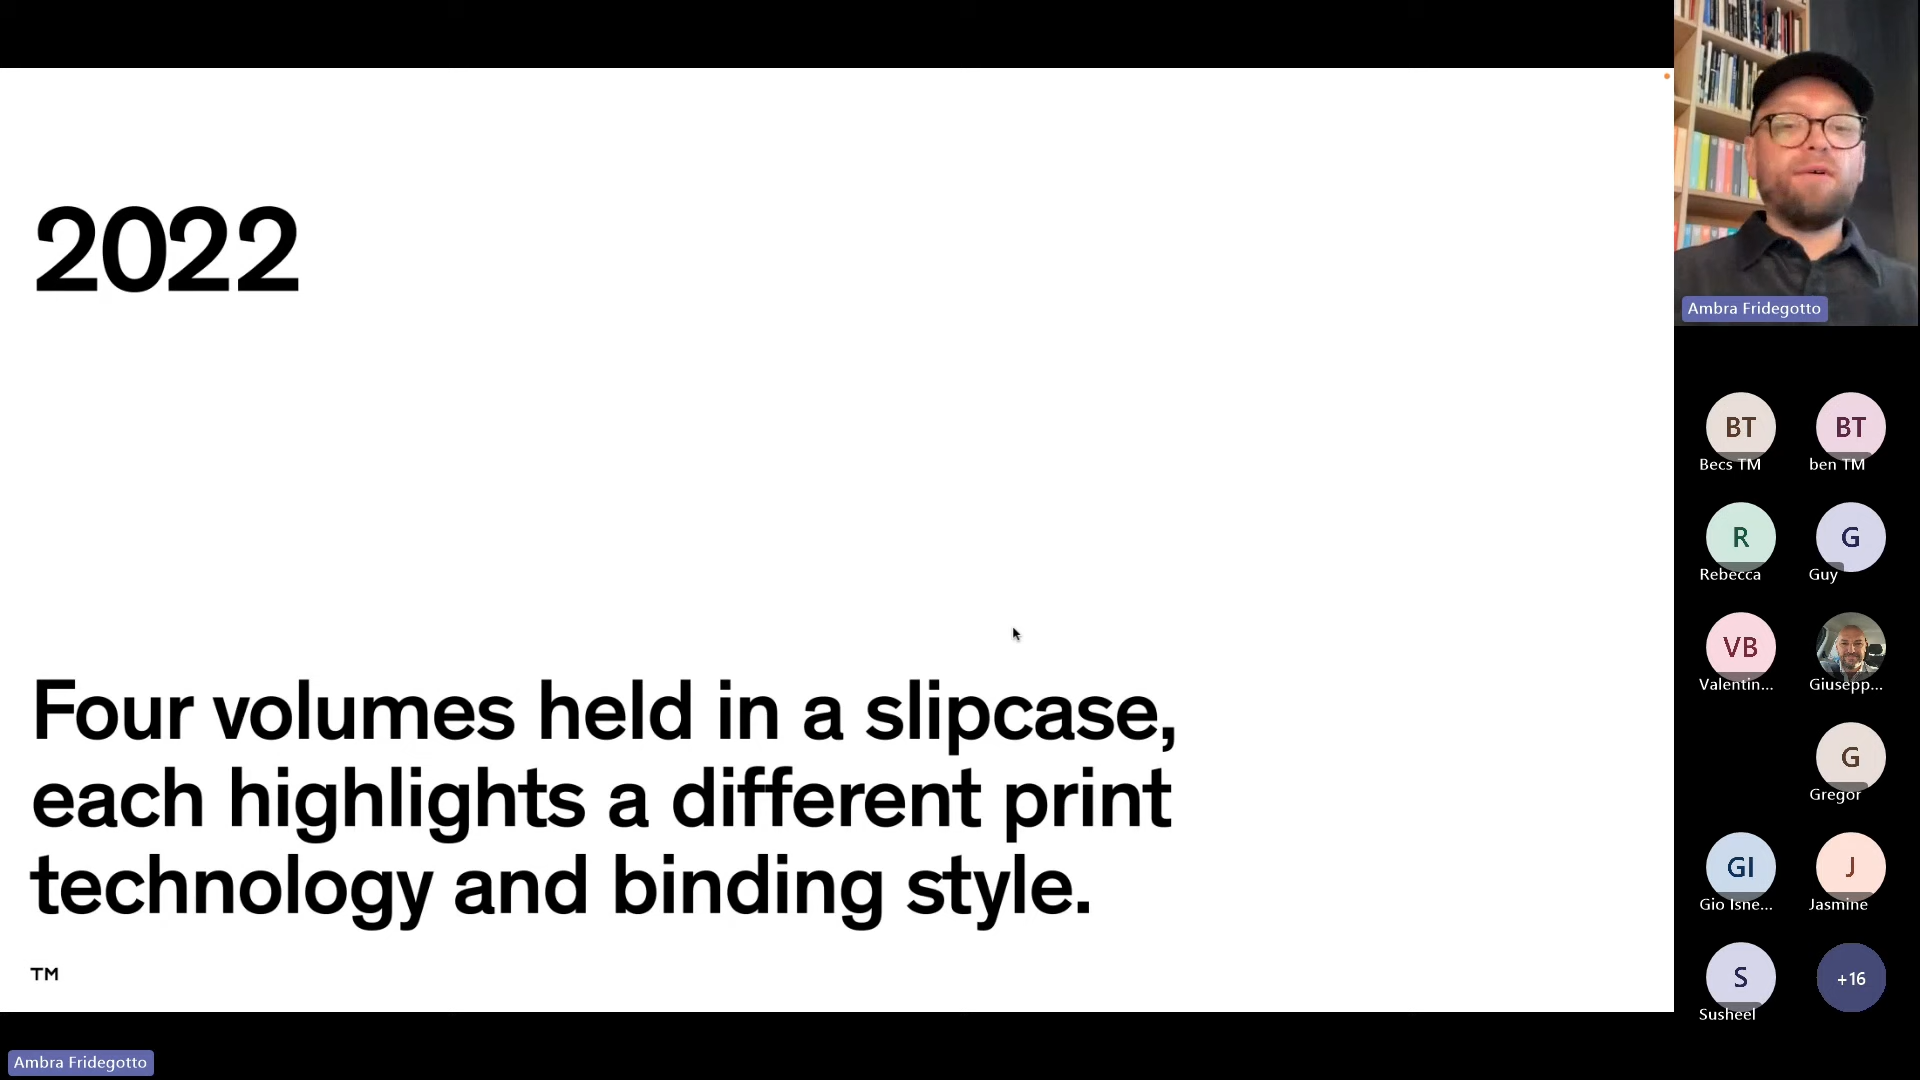 2022
Four volumes held in a slipcase,
each highlights a different print
technology and binding style.
TM
Ambra Fridegotto
BT
Becs TM
BT
ben TM
R
Rebecca
G
Guy
VB
Valentin...
Giusepp...
G
Gregor
GI
Gio Isne...
J
Jasmine
S
Susheel
+16
Ambra Fridegotto